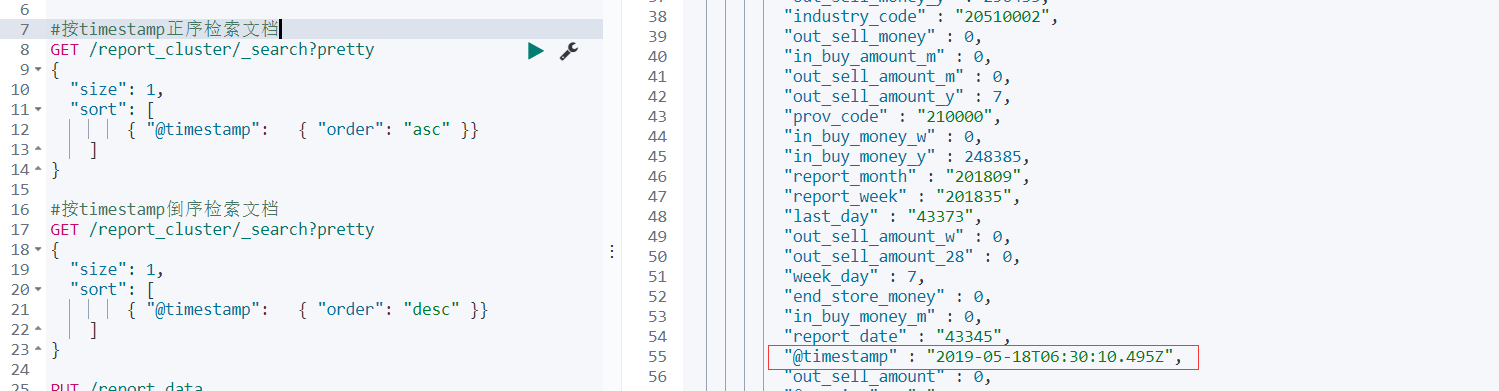 6
7 #按timestamp正序检索文档
8 GET /report_cluster/_search?pretty
9 {
10 "size": 1,
11 "sort": [
12 { "@timestamp": { "order": "asc" }}
13 ]
14 }
15
16 #按timestamp倒序检索文档
17 GET /report_cluster/_search?pretty
18 {
19 "size": 1,
20 "sort": [
21 { "@timestamp": { "order": "desc" }}
22 ]
23 }
24
25 PUT /report_data
38 "industry_code" : "20510002",
39 "out_sell_money" : 0,
40 "in_buy_amount_m" : 0,
41 "out_sell_amount_m" : 0,
42 "out_sell_amount_y" : 7,
43 "prov_code" : "210000",
44 "in_buy_money_w" : 0,
45 "in_buy_money_y" : 248385,
46 "report_month" : "201809",
47 "report_week" : "201835",
48 "last_day" : "43373",
49 "out_sell_amount_w" : 0,
50 "out_sell_amount_28" : 0,
51 "week_day" : 7,
52 "end_store_money" : 0,
53 "in_buy_money_m" : 0,
54 "report_date" : "43345",
55 "@timestamp" : "2019-05-18T06:30:10.495Z",
56 "out_sell_amount" : 0,